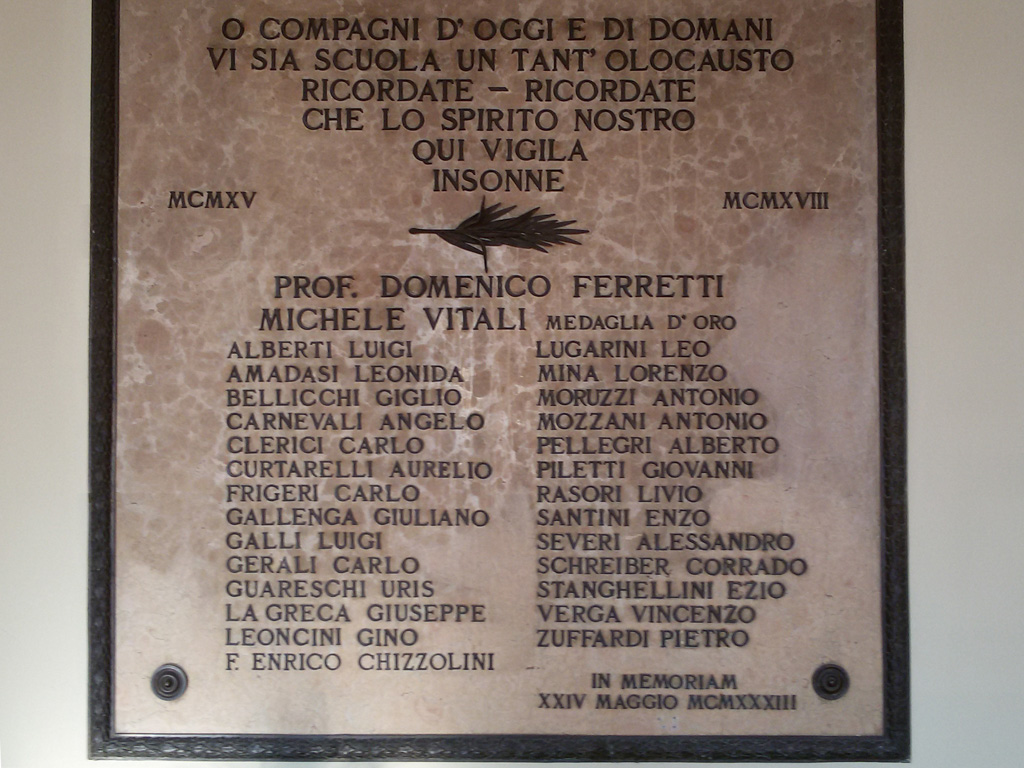 O COMPAGNI D' OGGI E DI DOMANI
VI SIA SCUOLA UN TANT' OLOCAUSTO
RICORDATE – RICORDATE
CHE LO SPIRITO NOSTRO
QUI VIGILA
INSONNE
MCMXV MCMXVIII
PROF. DOMENICO FERRETTI
MICHELE VITALI MEDAGLIA D' ORO
ALBERTI LUIGI
AMADASI LEONIDA
BELLICCHI GIGLIO
CARNEVALI ANGELO
CLERICI CARLO
CURTARELLI AURELIO
FRIGERI CARLO
GALLENGA GIULIANO
GALLI LUIGI
GERALI CARLO
GUARESCHI URIS
LA GRECA GIUSEPPE
LEONCINI GINO
F. ENRICO CHIZZOLINI
LUGARINI LEO
MINA LORENZO
MORUZZI ANTONIO
MOZZANI ANTONIO
PELLEGRI ALBERTO
PILETTI GIOVANNI
RASORI LIVIO
SANTINI ENZO
SEVERI ALESSANDRO
SCHREIBER CORRADO
STANGHELLINI EZIO
VERGA VINCENZO
ZUFFARDI PIETRO
IN MEMORIAM
XXIV MAGGIO MCMXXXIII